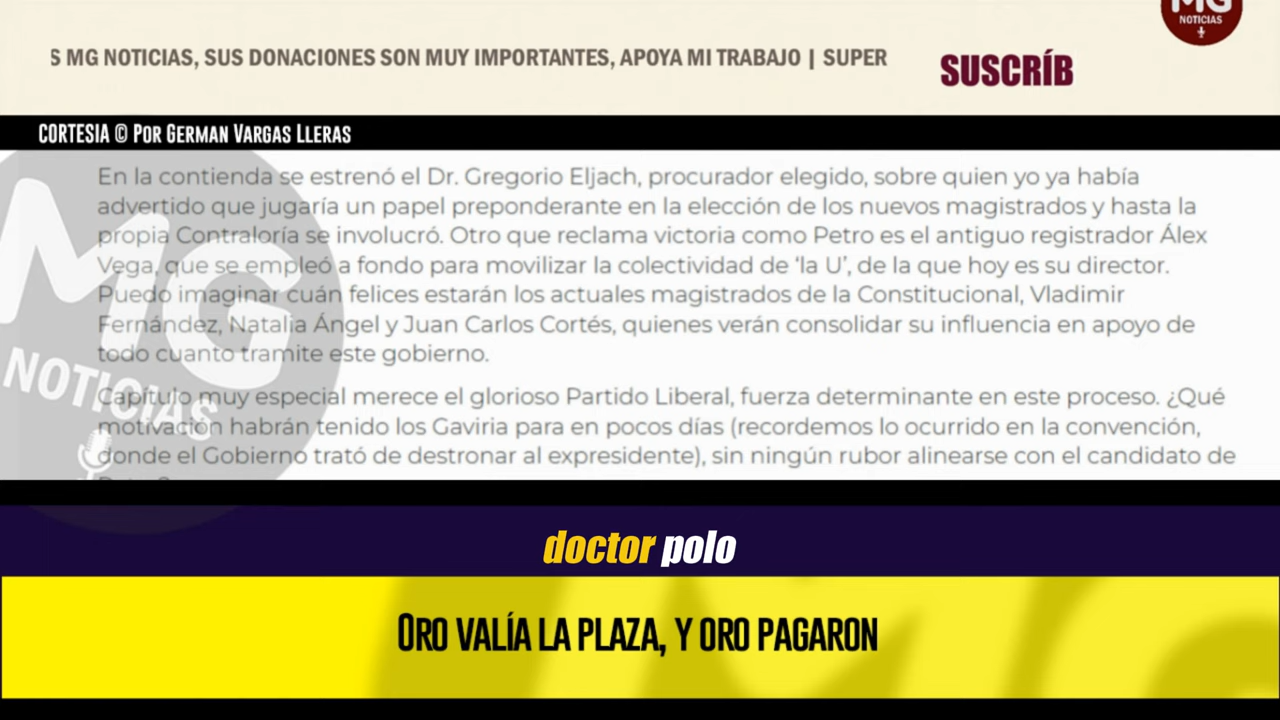 MG
NOTICIAS
S MG NOTICIAS, SUS DONACIONES SON MUY IMPORTANTES, APOYA MI TRABAJO | SUPER
SUSCRÍB
CORTESIA © POR GERMAN VARGAS LLERAS
En la contienda se estrenó el Dr. Gregorio Eljach, procurador elegido, sobre quien yo ya había
advertido que jugaría un papel preponderante en la elección de los nuevos magistrados y hasta la
propia Contraloría se involucró. Otro que reclama victoria como Petro es el antiguo registrador Álex
Vega, que se empleó a fondo para movilizar la colectividad de ‘la U’, de la que hoy es su director.
Puedo imaginar cuán felices estarán los actuales magistrados de la Constitucional, Vladimir
Fernández, Natalia Ángel y Juan Carlos Cortés, quienes verán consolidar su influencia en apoyo de
todo cuanto tramite este gobierno.
Capítulo muy especial merece el glorioso Partido Liberal, fuerza determinante en este proceso. ¿Qué
motivación habrán tenido los Gaviria para en pocos días (recordemos lo ocurrido en la convención,
donde el Gobierno trató de destronar al expresidente), sin ningún rubor alinearse con el candidato de
MG
NOTICIAS
doctor polo
ORO VALÍA LA PLAZA, Y ORO PAGARON